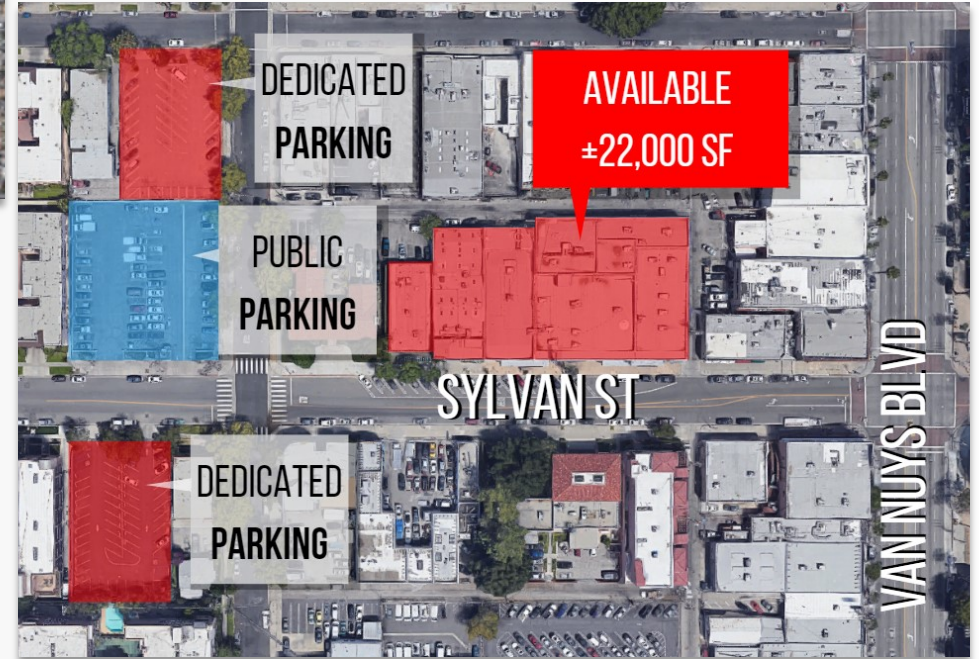 DEDICATED
PARKING
AVAILABLE
±22,000 SF
PUBLIC
PARKING
SYLVAN ST
VAN NUYS BLVD
DEDICATED
PARKING